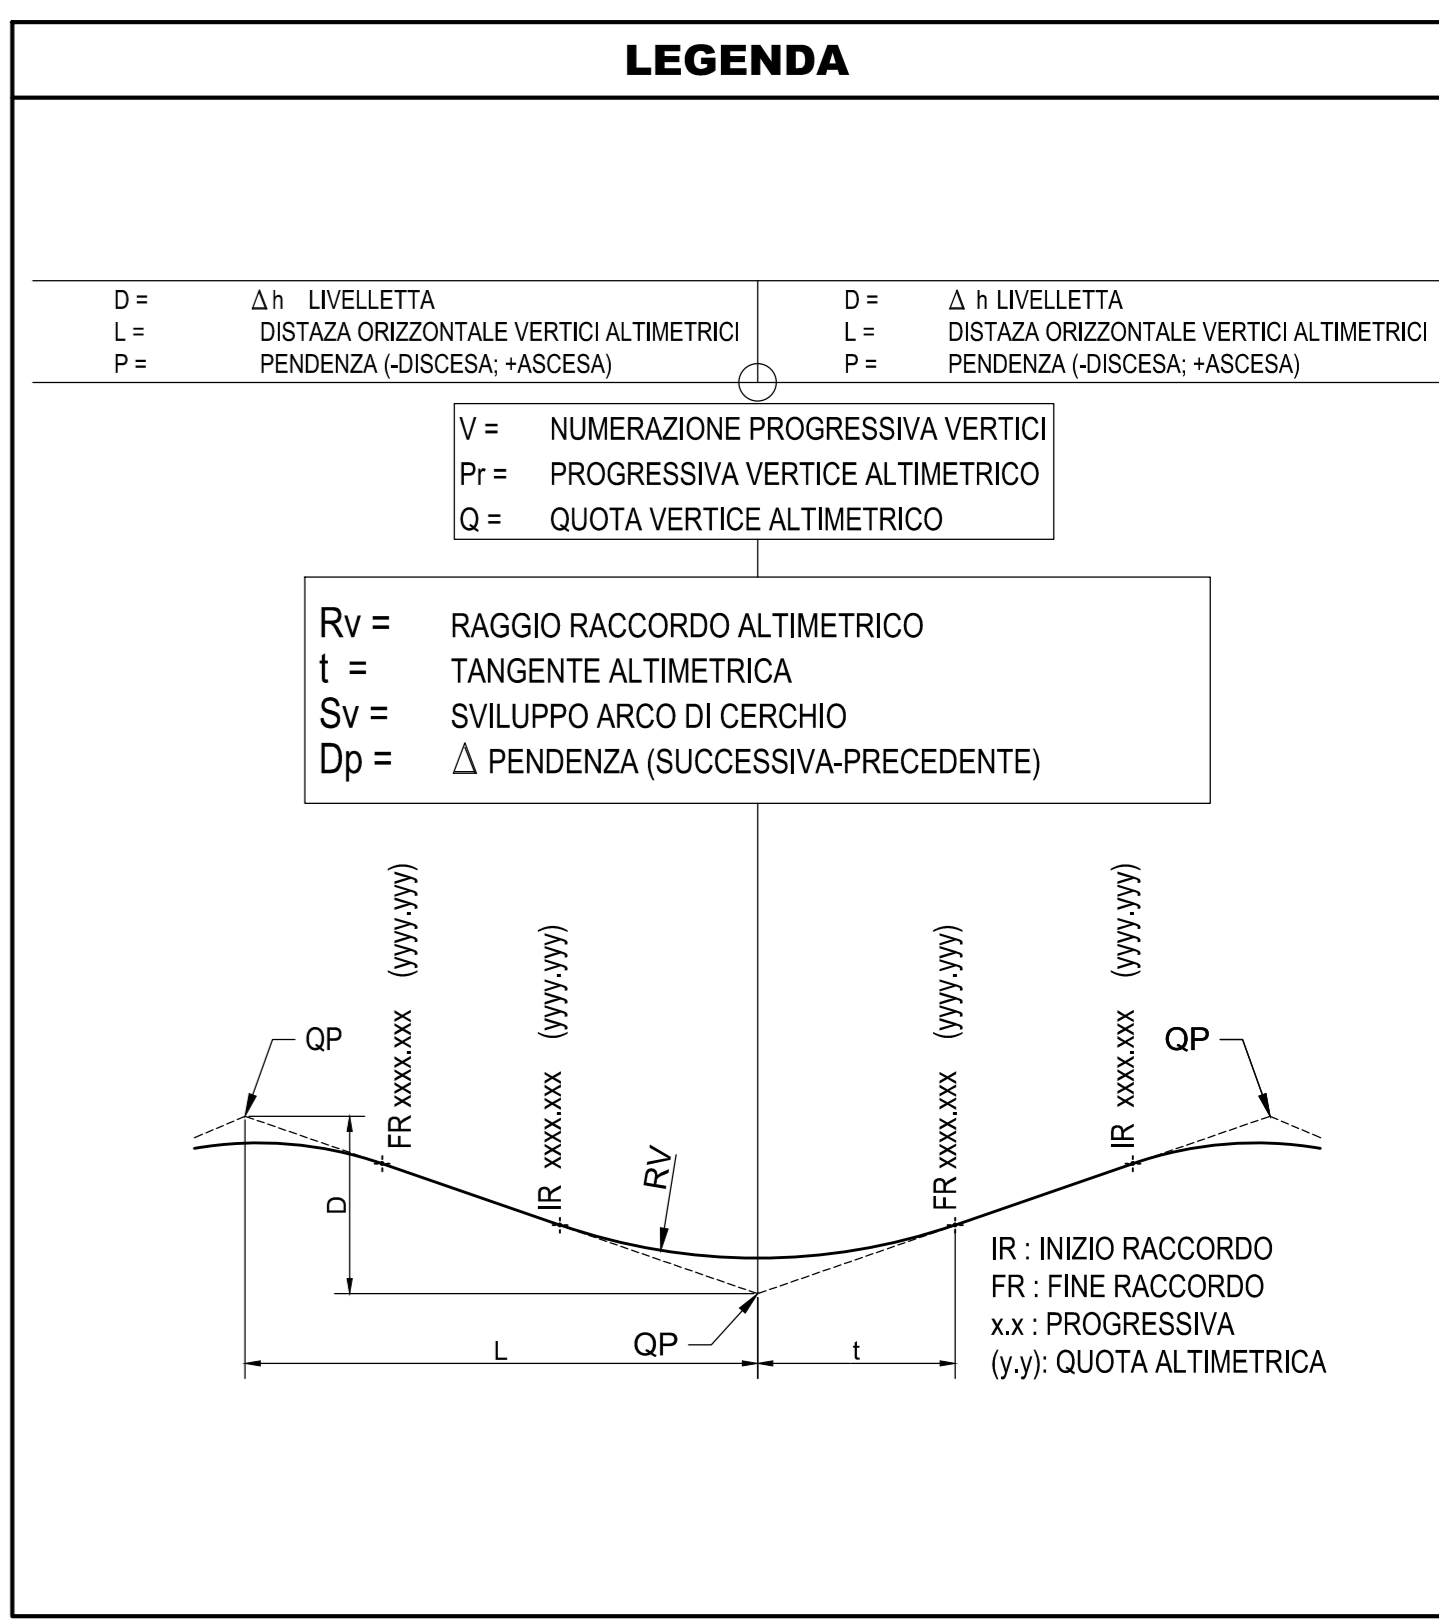 LEGENDA
D = Δ h LIVELLETTA
L = DISTAZA ORIZZONTALE VERTICI ALTIMETRICI
P = PENDENZA (-DISCESA; +ASCESA)
D = Δ h LIVELLETTA
L = DISTAZA ORIZZONTALE VERTICI ALTIMETRICI
P = PENDENZA (-DISCESA; +ASCESA)
V = NUMERAZIONE PROGRESSIVA VERTICI
Pr = PROGRESSIVA VERTICE ALTIMETRICO
Q = QUOTA VERTICE ALTIMETRICO
Rv = RAGGIO RACCORDO ALTIMETRICO
t = TANGENTE ALTIMETRICA
Sv = SVILUPPO ARCO DI CERCHIO
Dp = Δ PENDENZA (SUCCESSIVA-PRECEDENTE)
QP
FR xxxx.xxx (yyyy.yyy)
IR xxxx.xxx (yyyy.yyy)
FR xxxx.xxx (yyyy.yyy)
IR xxxx.xxx (yyyy.yyy)
QP
D
RV
QP
L
t
IR : INIZIO RACCORDO
FR : FINE RACCORDO
x.x : PROGRESSIVA
(y.y): QUOTA ALTIMETRICA